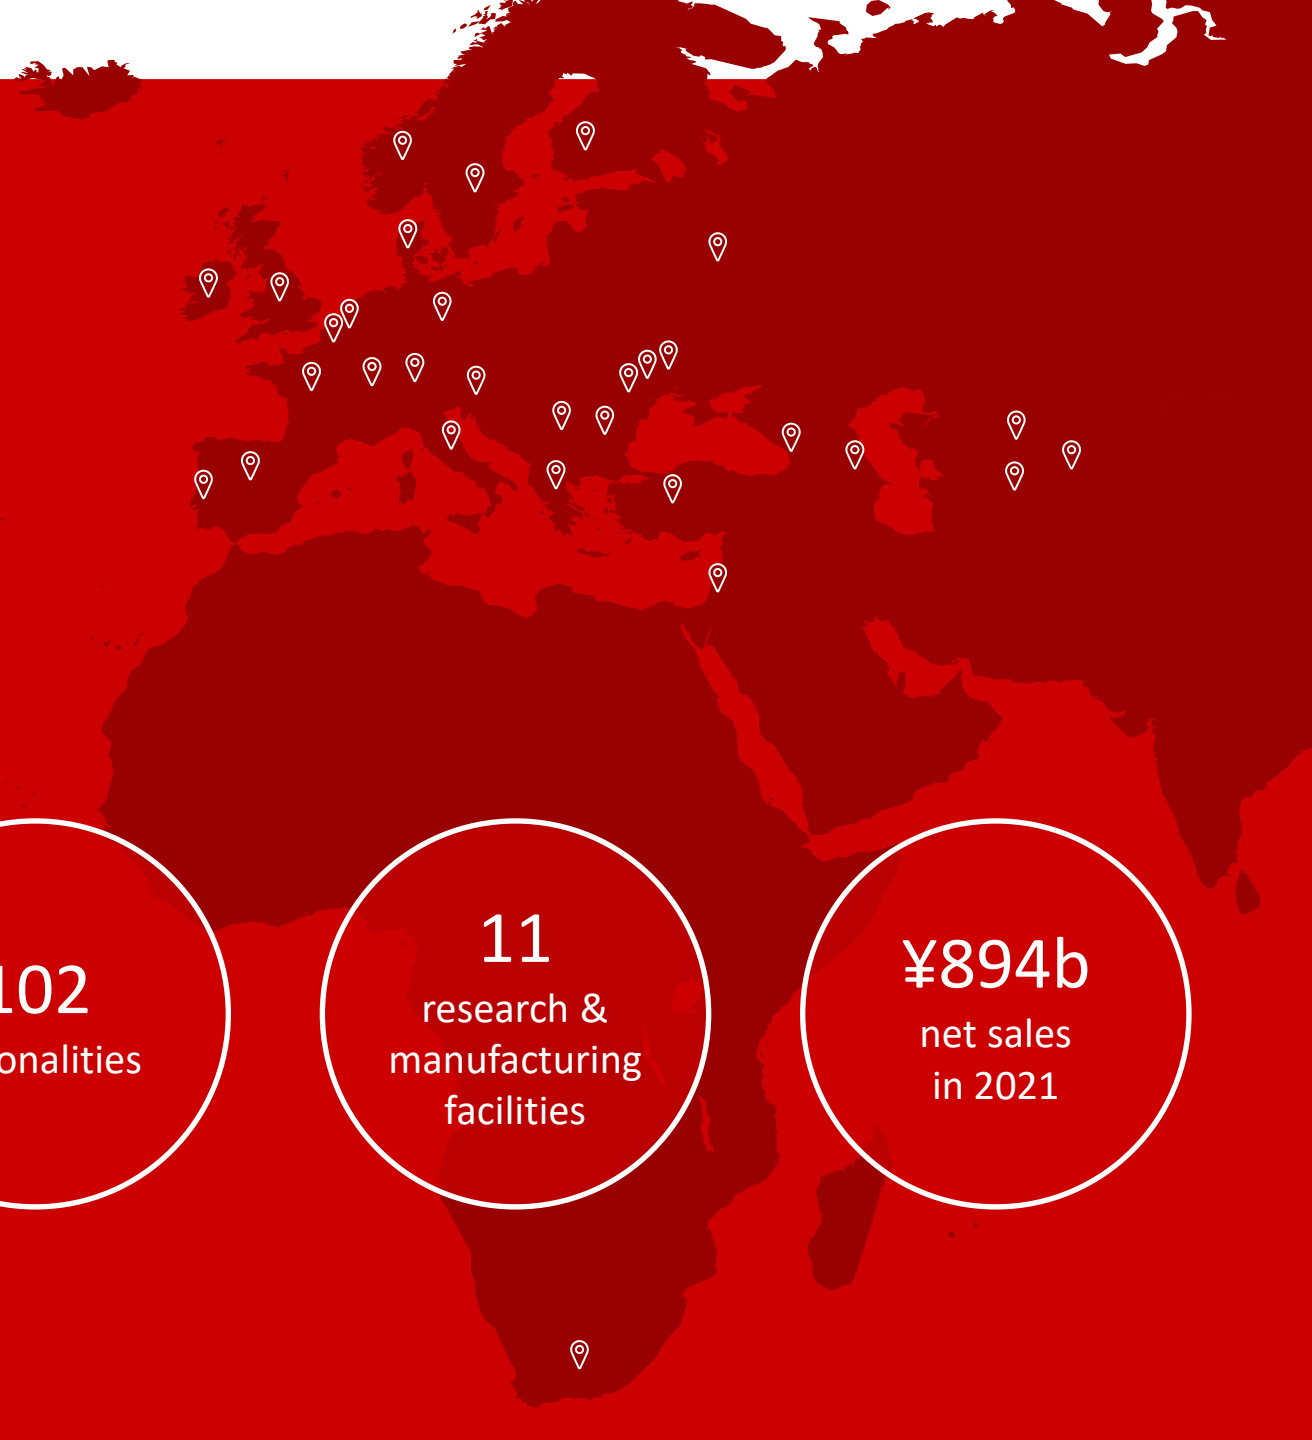 102
onalities
11
research &
manufacturing
facilities
¥894b
net sales
in 2021